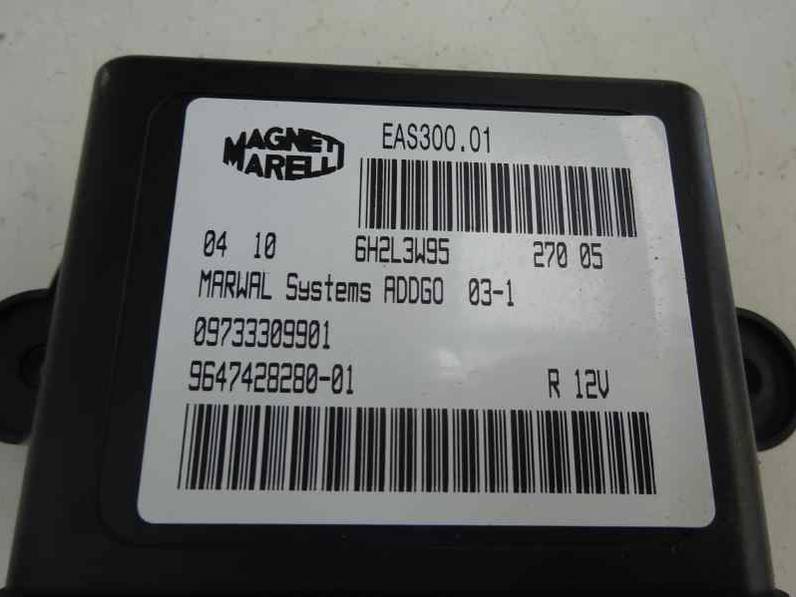 MAGNETI
MARELLI
EAS300.01
04 10 6H2L3W95 270 05
MARWAL Systems ADDGO 03-1
09733309901
9647428280-01 R 12V